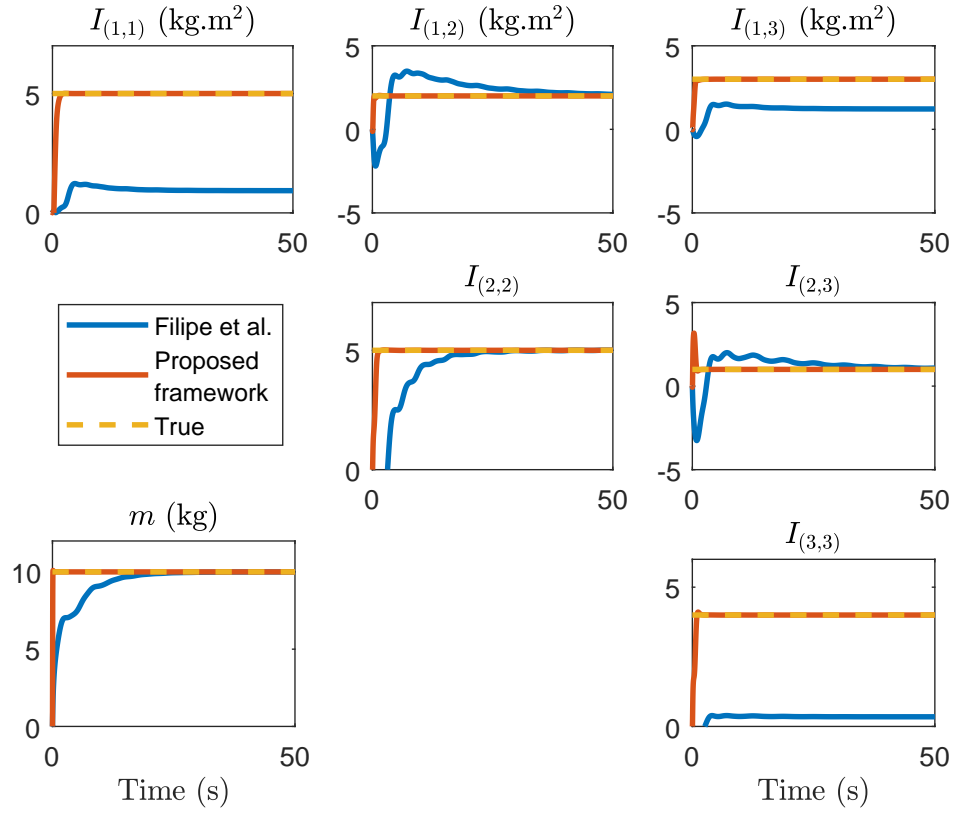 I(1,1) (kg.m²) I(1,2) (kg.m²) I(1,3) (kg.m²)
5 5 5
0 0
0 -5 -5
0 50 0 50 0 50
I(2,2) I(2,3)
Filipe et al.
Proposed
framework
True
5 5
0
0 -5
0 50 0 50
m (kg) I(3,3)
10
5 5
0 0
0 50 0 50
Time (s) Time (s)